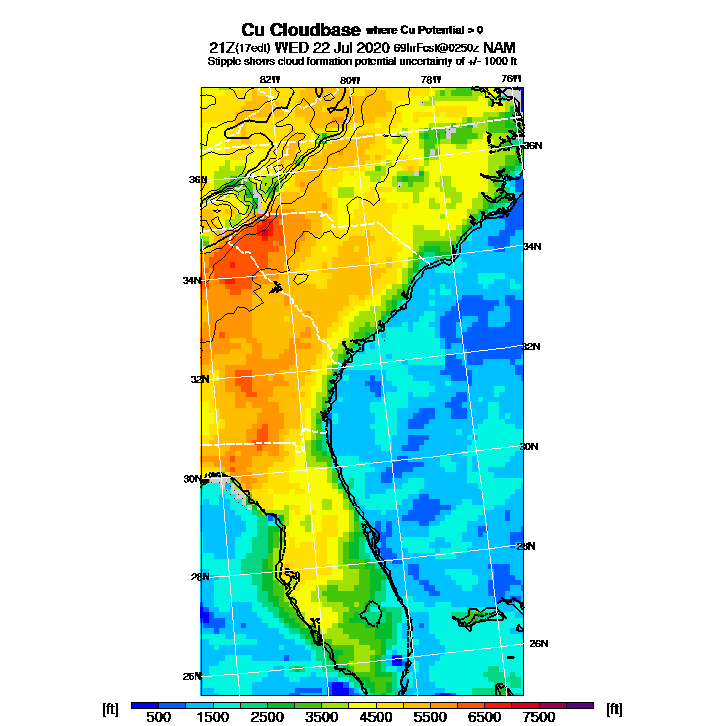 Cu Cloudbase where Cu Potential > 0
21Z(17edt) WED 22 Jul 2020 69hrFcst@0250z NAM
Stipple shows cloud formation potential uncertainty of +/- 1000 ft
82W 80W 78W 76W
36N
36N
34N
34N
32N
32N
30N
30N
28N
28N
26N
26N
[ft] 500 1500 2500 3500 4500 5500 6500 7500 [ft]